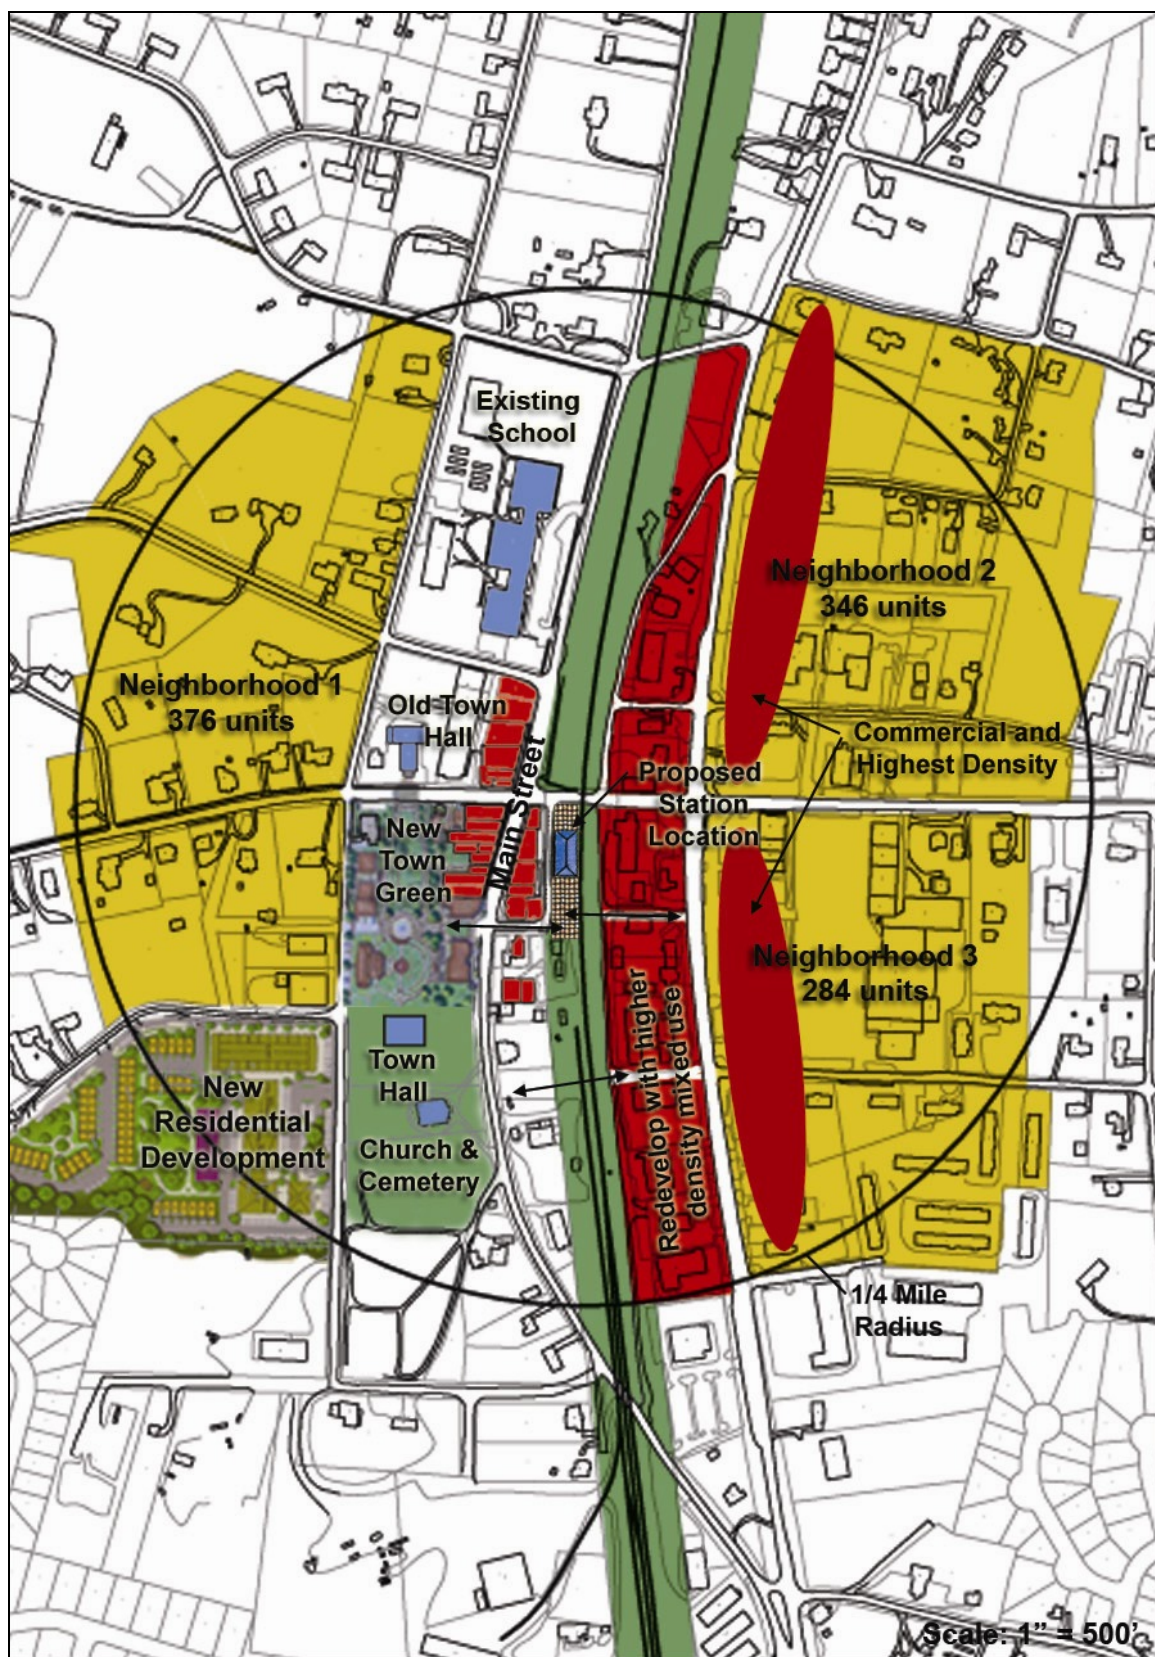 Existing
School
Neighborhood 2
346 units
Neighborhood 1
376 units
Old Town
Hall
Main Street
Commercial and
Highest Density
Proposed
Station
Location
New
Town
Green
Neighborhood 3
284 units
Redevelop with higher
density mixed use
Town
Hall
New
Residential
Development
Church &
Cemetery
1/4 Mile
Radius
Scale: 1" = 500'